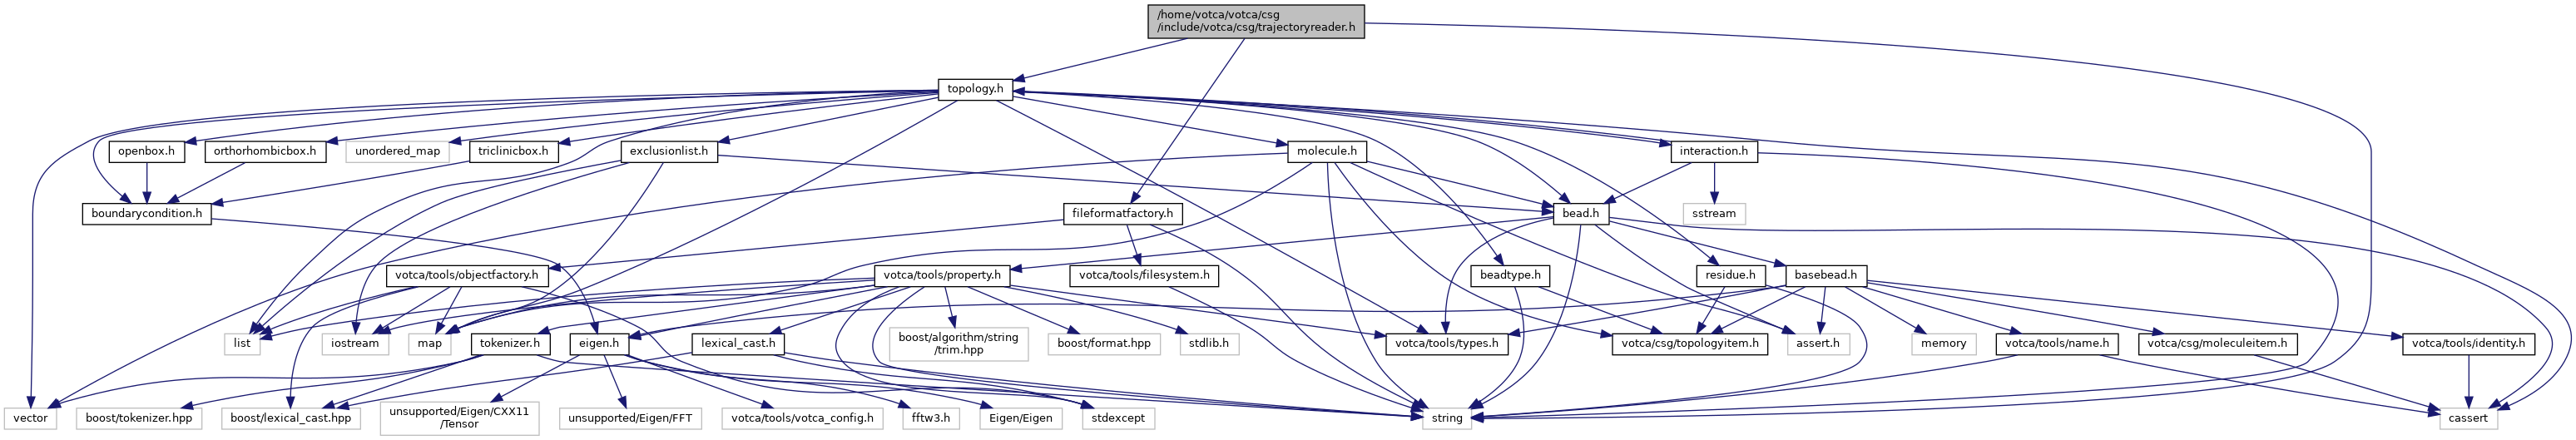 /home/votca/votca/csg
/include/votca/csg/trajectoryreader.h
topology.h
openbox.h
orthorhombicbox.h
unordered_map
triclinicbox.h
exclusionlist.h
molecule.h
interaction.h
boundarycondition.h
fileformatfactory.h
bead.h
sstream
votca/tools/objectfactory.h
votca/tools/property.h
votca/tools/filesystem.h
beadtype.h
residue.h
basebead.h
list
iostream
map
tokenizer.h
eigen.h
lexical_cast.h
boost/algorithm/string
/trim.hpp
boost/format.hpp
stdlib.h
votca/tools/types.h
votca/csg/topologyitem.h
assert.h
memory
votca/tools/name.h
votca/csg/moleculeitem.h
votca/tools/identity.h
vector
boost/tokenizer.hpp
boost/lexical_cast.hpp
unsupported/Eigen/CXX11
/Tensor
unsupported/Eigen/FFT
votca/tools/votca_config.h
fftw3.h
Eigen/Eigen
stdexcept
string
cassert